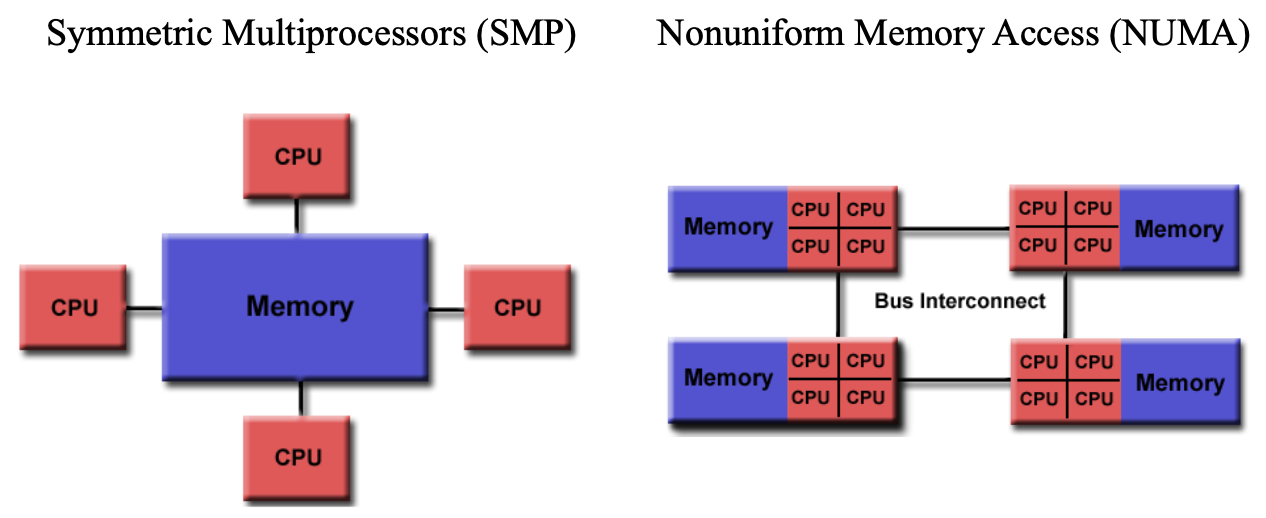 Symmetric Multiprocessors (SMP)
CPU
CPU
Memory
CPU
CPU
Nonuniform Memory Access (NUMA)
Memory
CPU CPU
CPU CPU
CPU CPU
CPU CPU
Memory
Bus Interconnect
Memory
CPU CPU
CPU CPU
CPU CPU
CPU CPU
Memory